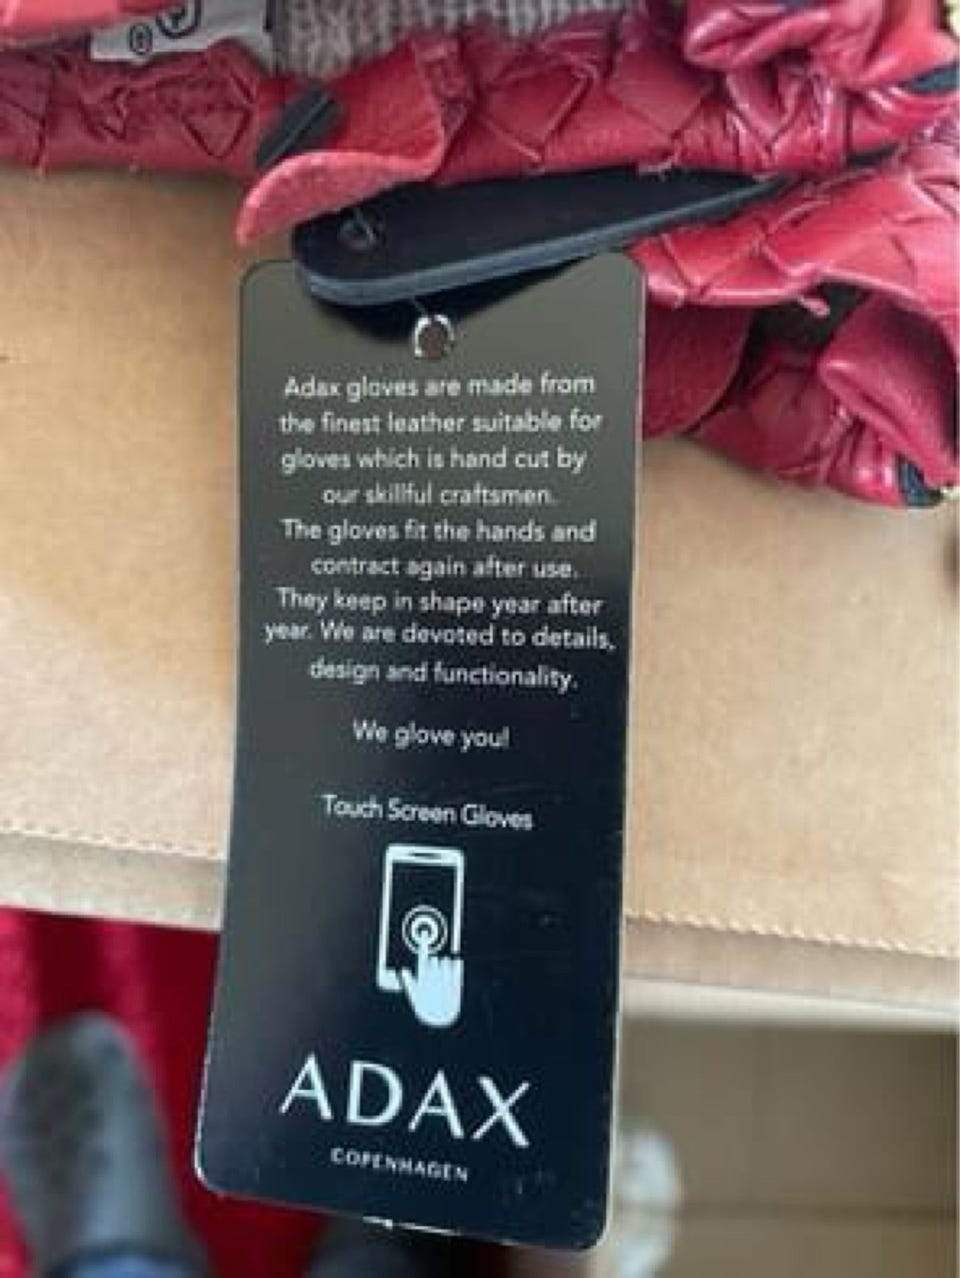 Adax gloves are made from
the finest leather suitable for
gloves which is hand cut by
our skillful craftsmen.
The gloves fit the hands and
contract again after use.
They keep in shape year after
year. We are devoted to details,
design and functionality.
We glove you!
Touch Screen Gloves
ADAX
COPENHAGEN